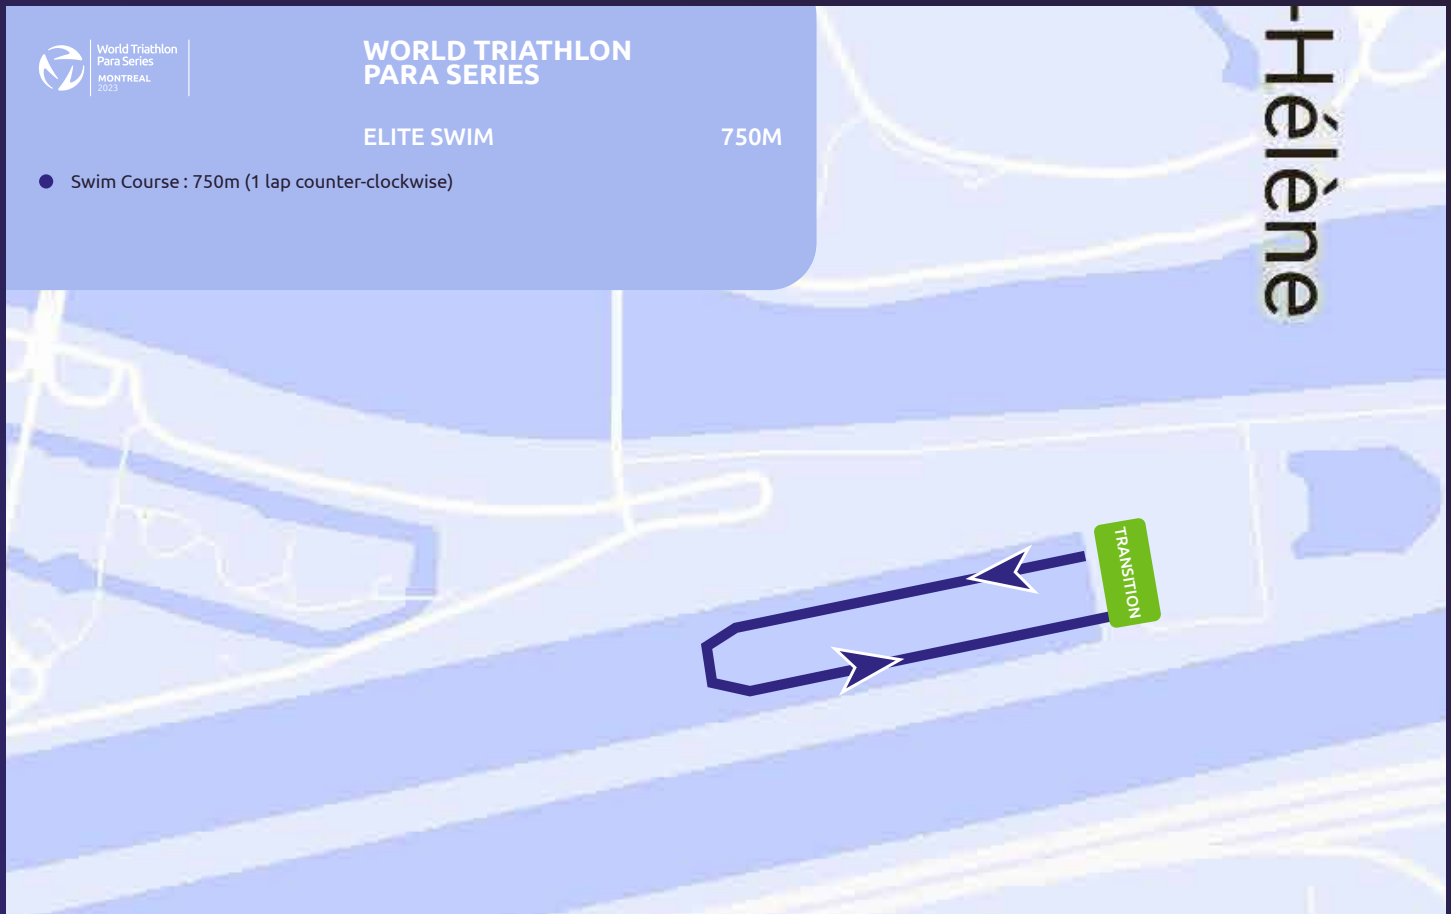 World Triathlon
Para Series
MONTREAL
2023
WORLD TRIATHLON
PARA SERIES
ELITE SWIM 750M
Swim Course : 750m (1 lap counter-clockwise)
-Hélène
TRANSITION